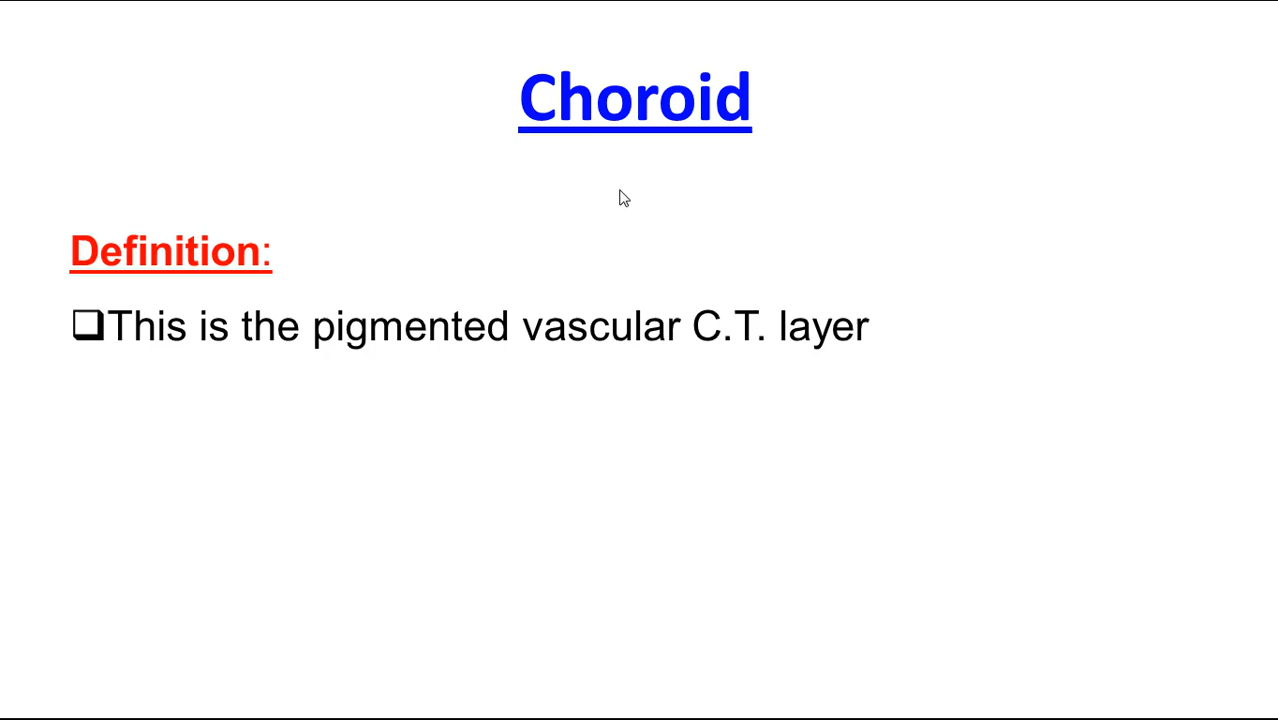 Choroid
Definition:
❑This is the pigmented vascular C.T. layer